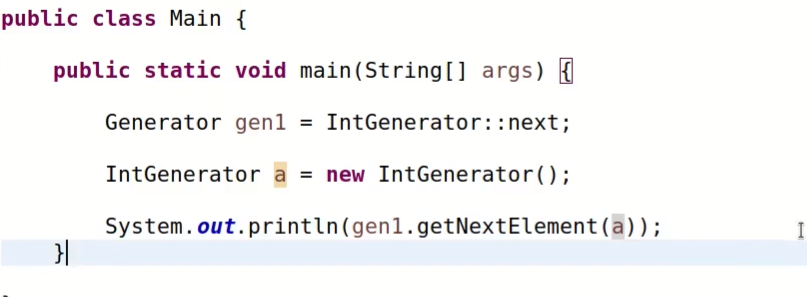 public class Main {
public static void main(String[] args) {
Generator gen1 = IntGenerator::next;
IntGenerator a = new IntGenerator();
System.out.println(gen1.getNextElement(a));
}